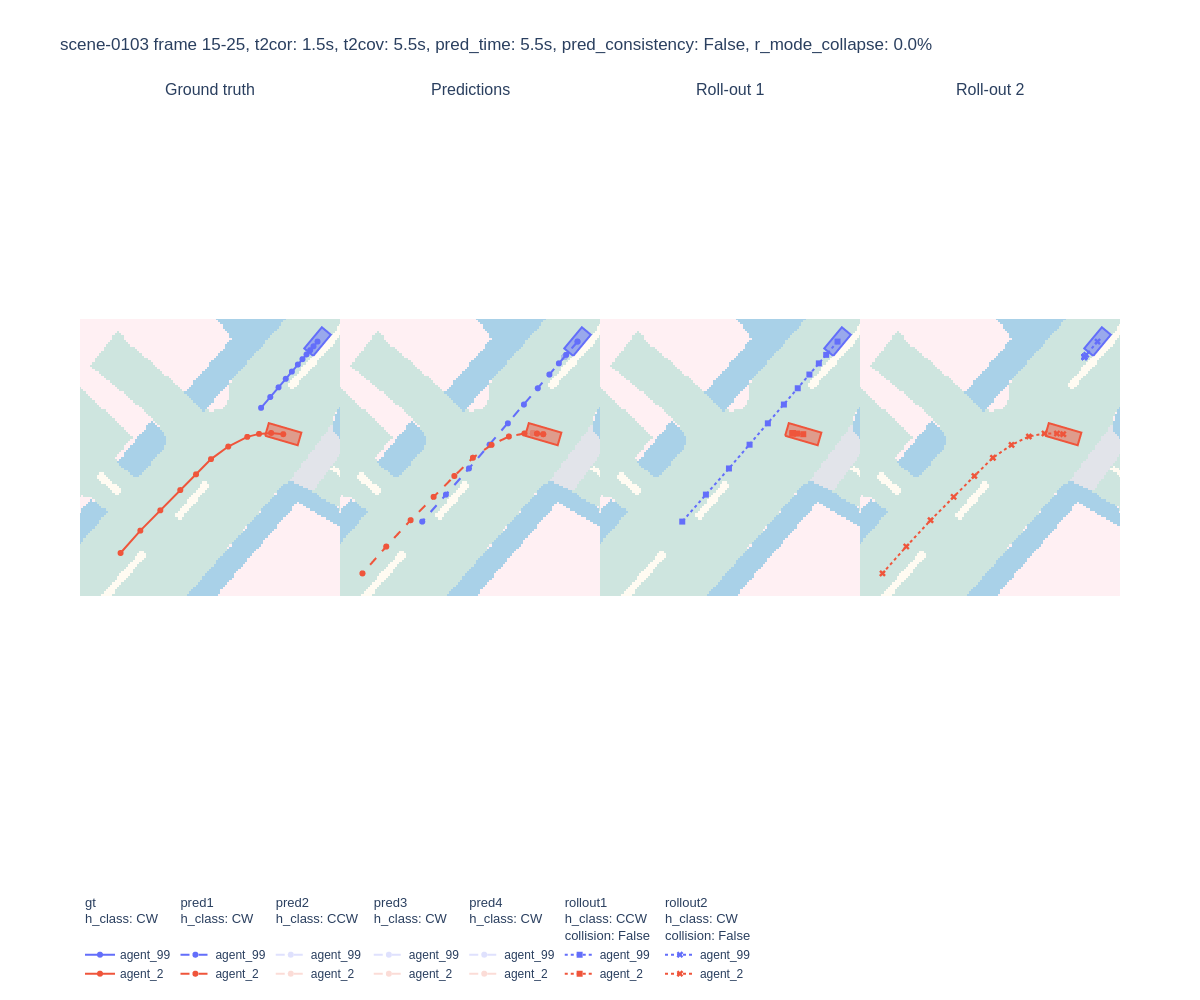 scene-0103 frame 15-25, t2cor: 1.5s, t2cov: 5.5s, pred_time: 5.5s, pred_consistency: False, r_mode_collapse: 0.0%
Ground truth Predictions Roll-out 1 Roll-out 2
gt pred1 pred2 pred3 pred4 rollout1 rollout2
h_class: CW h_class: CW h_class: CCW h_class: CW h_class: CW h_class: CCW h_class: CW
collision: False collision: False
agent_99 agent_99 agent_99 agent_99 agent_99 agent_99 agent_99
agent_2 agent_2 agent_2 agent_2 agent_2 agent_2 agent_2